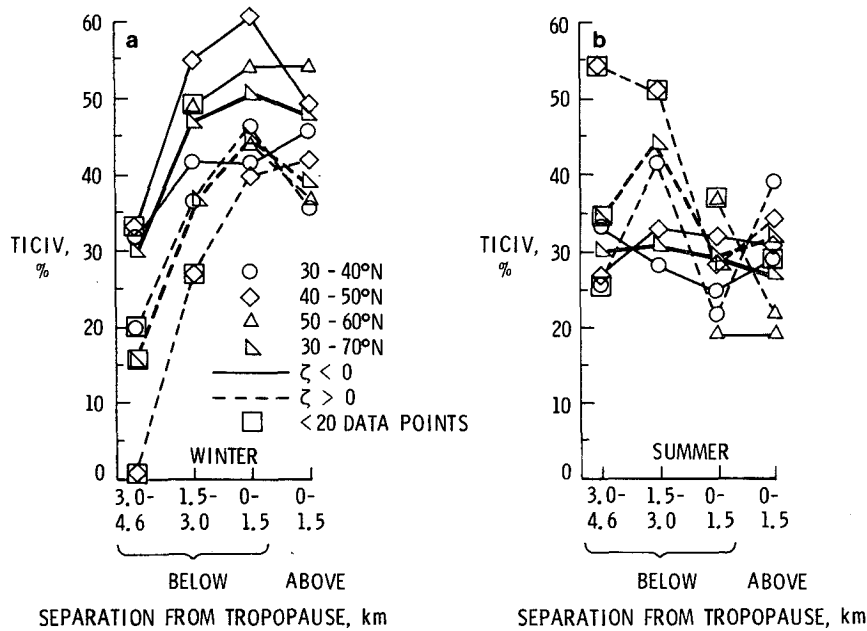 a
60
50
40
30
20
10
0
TICIV,
%
30 - 40°N
40 - 50°N
50 - 60°N
30 - 70°N
ζ < 0
ζ > 0
<20 DATA POINTS
WINTER
3.0- 1.5- 0- 0-
4.6 3.0 1.5 1.5
BELOW ABOVE
SEPARATION FROM TROPOPAUSE, km
b
60
50
40
30
20
10
0
TICIV,
%
SUMMER
3.0- 1.5- 0- 0-
4.6 3.0 1.5 1.5
BELOW ABOVE
SEPARATION FROM TROPOPAUSE, km